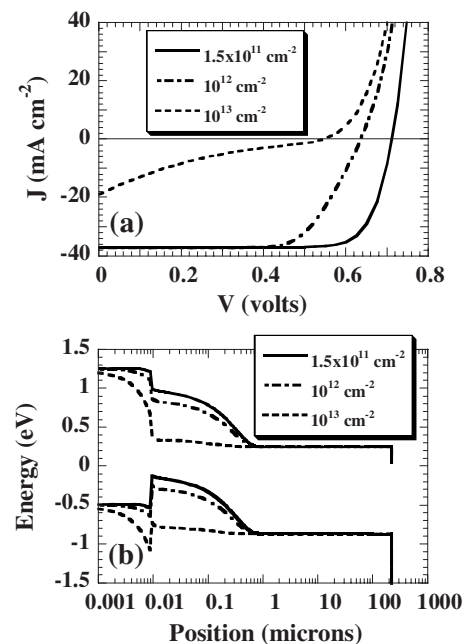 40
20
0
-20
-40
J (mA cm-2)
1.5x10^11 cm^-2
10^12 cm^-2
10^13 cm^-2
(a)
0 0.2 0.4 0.6 0.8
V (volts)
1.5
1
0.5
0
-0.5
-1
-1.5
Energy (eV)
1.5x10^11 cm^-2
10^12 cm^-2
10^13 cm^-2
(b)
0.001 0.01 0.1 1 10 100 1000
Position (microns)